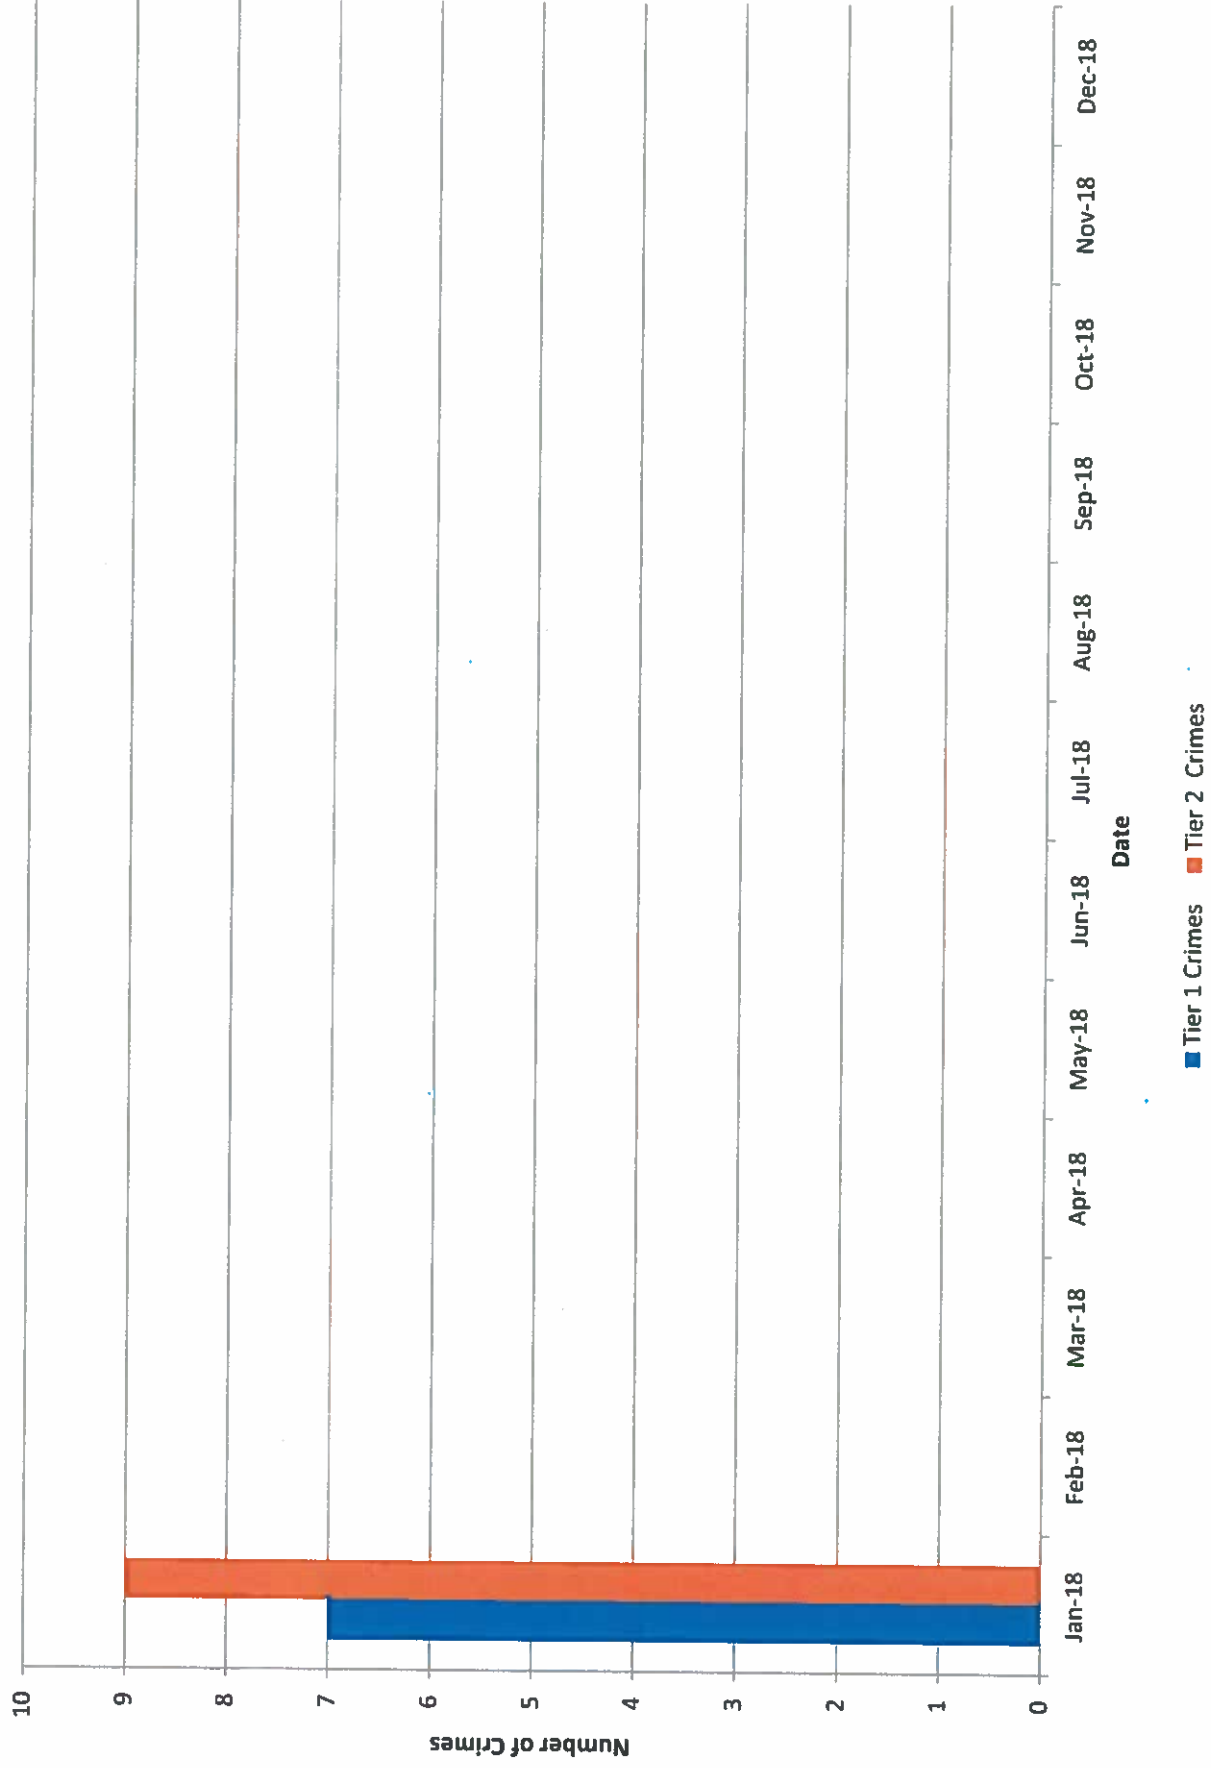 Number of Crimes
10
9
8
7
6
5
4
3
2
1
0
Jan-18
Feb-18
Mar-18
Apr-18
May-18
Jun-18
Jul-18
Aug-18
Sep-18
Oct-18
Nov-18
Dec-18
Date
Tier 1 Crimes
Tier 2 Crimes